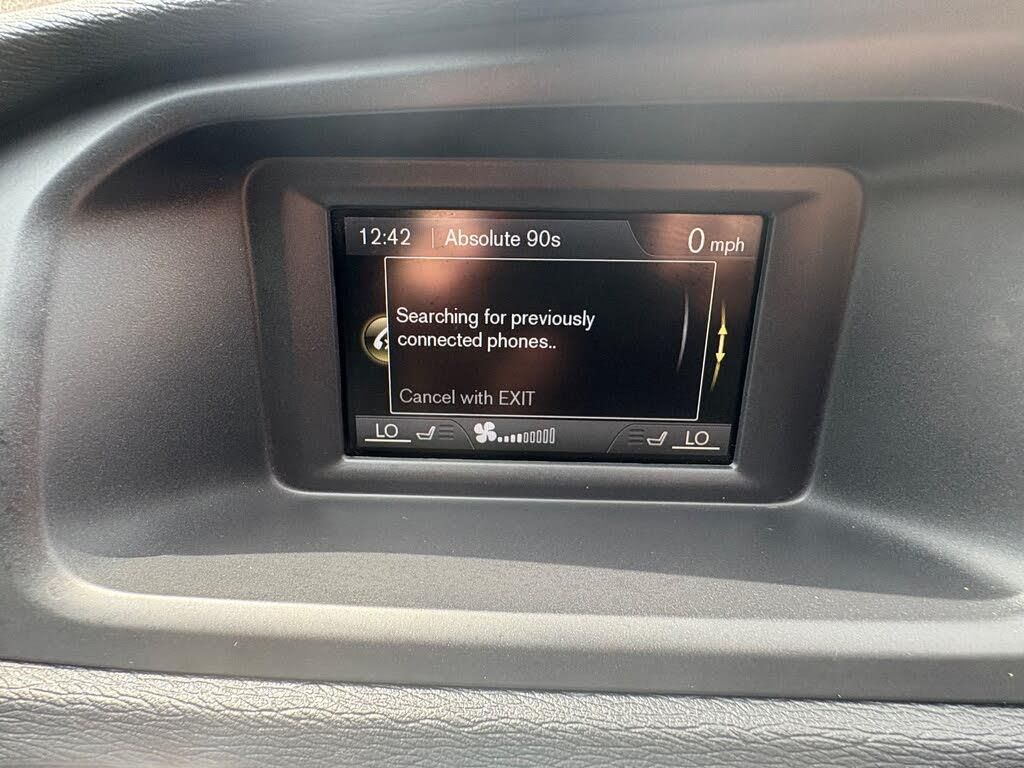 12:42 | Absolute 90s 0 mph
Searching for previously
connected phones..
Cancel with EXIT
LO LO